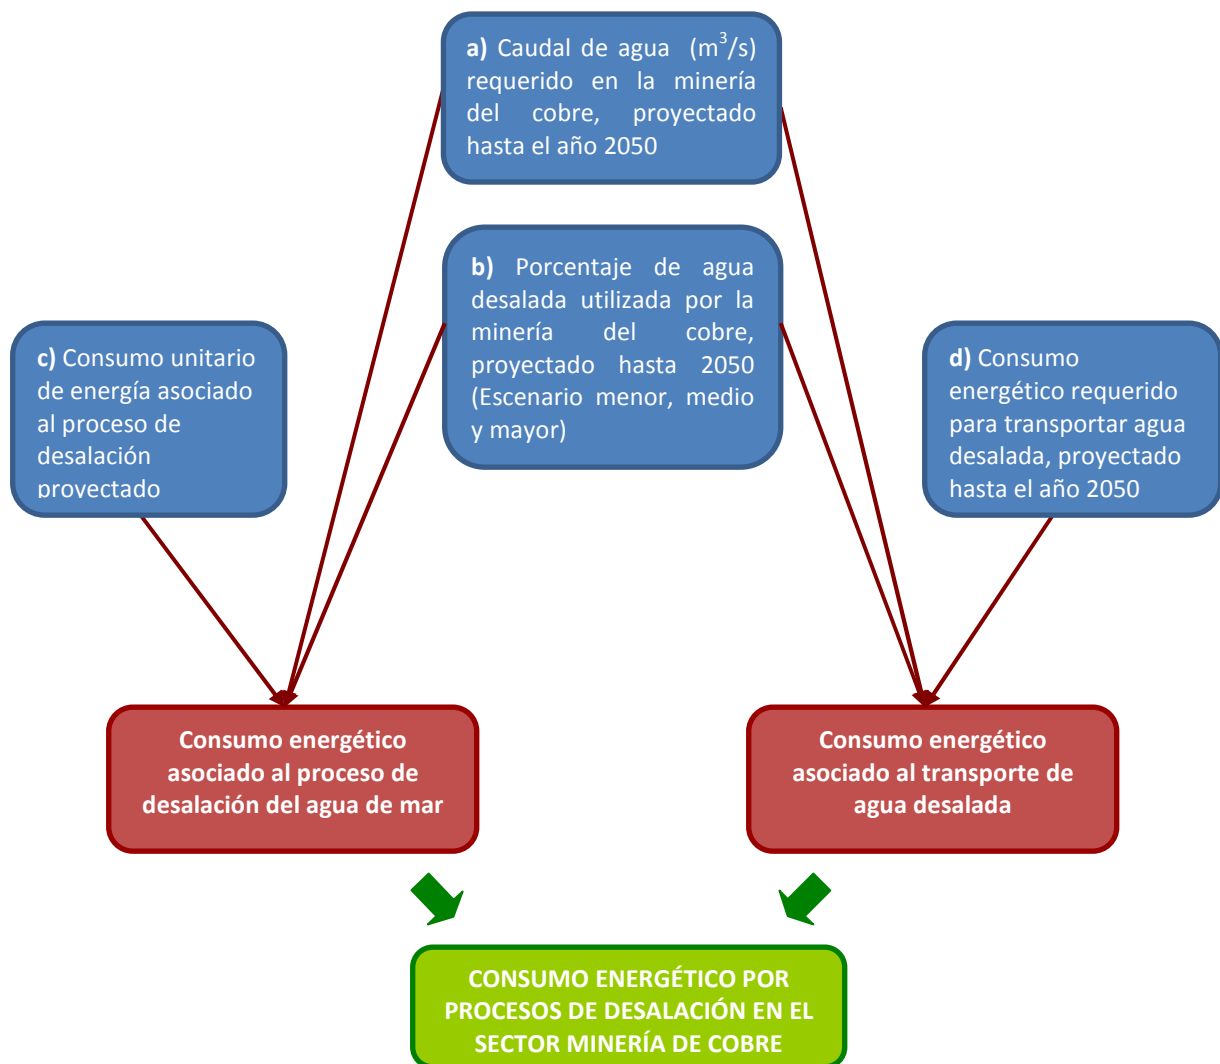 a) Caudal de agua (m³/s)
requerido en la minería
del cobre, proyectado
hasta el año 2050
b) Porcentaje de agua
desalada utilizada por la
minería del cobre,
proyectado hasta 2050
(Escenario menor, medio
y mayor)
c) Consumo unitario
de energía asociado
al proceso de
desalación
proyectado
d) Consumo
energético requerido
para transportar agua
desalada, proyectado
hasta el año 2050
Consumo energético
asociado al proceso de
desalación del agua de mar
Consumo energético
asociado al transporte de
agua desalada
CONSUMO ENERGÉTICO POR
PROCESOS DE DESALACIÓN EN EL
SECTOR MINERÍA DE COBRE